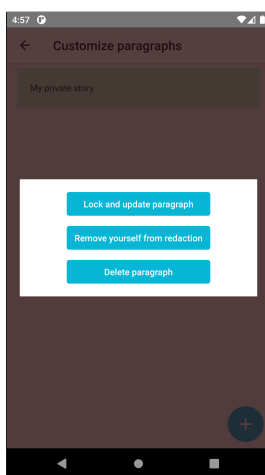 4:57
Customize paragraphs
My private story
Lock and update paragraph
Remove yourself from redaction
Delete paragraph